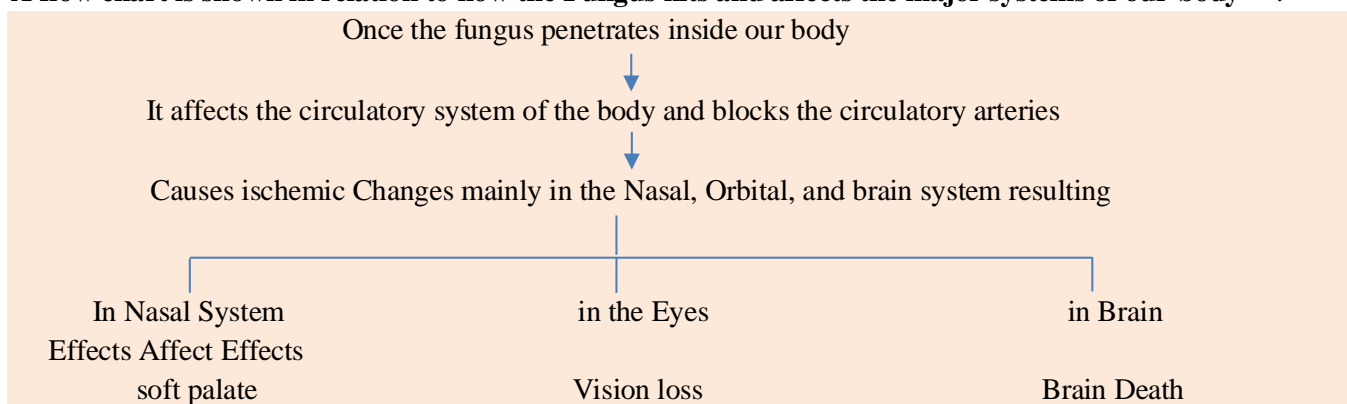 Once the fungus penetrates inside our body
It affects the circulatory system of the body and blocks the circulatory arteries
Causes ischemic Changes mainly in the Nasal, Orbital, and brain system resulting
In Nasal System in the Eyes in Brain
Effects Affect Effects
soft palate Vision loss Brain Death